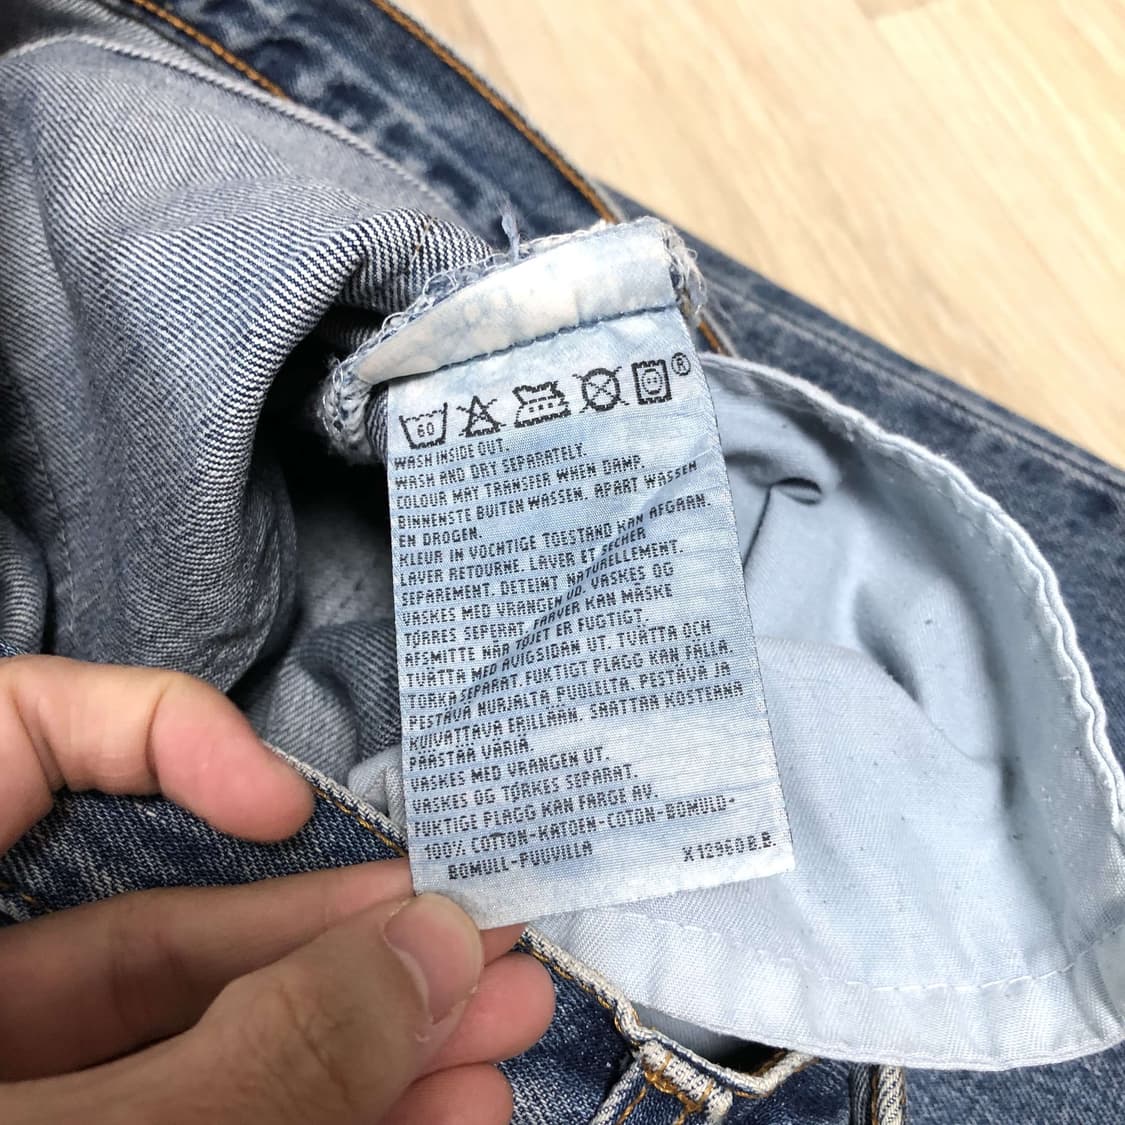 60 ®
WASH INSIDE OUT.
WASH AND DRY SEPARATELY.
COLOUR MAY TRANSFER WHEN DAMP.
BINNENSTE BUITEN WASSEN. APART WASSEN
EN DROGEN.
KLEUR IN VOCHTIGE TOESTAND KAN AFGEVEN.
LAVER RETOURNE. LAVER ET SECHER
SEPAREMENT. DETEINT NATURELLEMENT.
VASKES MED VRANGEN UD. VASKES OG
TØRRES SEPERAT. FARVER KAN MÅSKE
AFSMITTE NÅR TØJET ER FUGTIGT.
TVÄTTA MED AVIGSIDAN UT. TVÄTTA OCH
TORKA SEPARAT. FUKTIGT PLAGG KAN FÄLLA.
PESTÄVÄ NURJALTA PUOLELTA. PESTÄVÄ JA
KUIVATTAVA ERILLÄÄN. SAATTAA KOSTEANA
PÄÄSTÄÄ VÄRIÄ.
VASKES MED VRANGEN UT.
VASKES OG TØRKES SEPARAT.
FUKTIGE PLAGG KAN FARGE AV.
100% COTTON-KATOEN-COTON-BOMULD-
BOMULL-PUUVILLA X 12960 B.B.